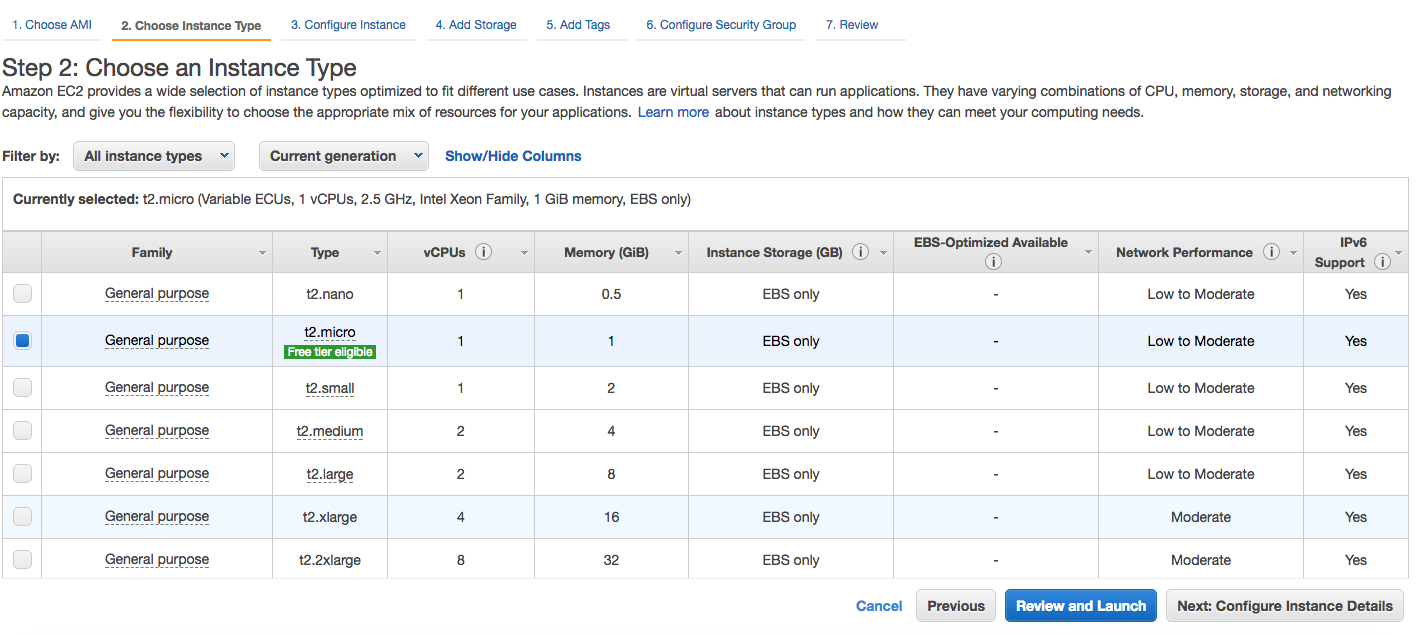 1. Choose AMI 2. Choose Instance Type 3. Configure Instance 4. Add Storage 5. Add Tags 6. Configure Security Group 7. Review
Step 2: Choose an Instance Type
Amazon EC2 provides a wide selection of instance types optimized to fit different use cases. Instances are virtual servers that can run applications. They have varying combinations of CPU, memory, storage, and networking
capacity, and give you the flexibility to choose the appropriate mix of resources for your applications. Learn more about instance types and how they can meet your computing needs.
Filter by: All instance types Current generation Show/Hide Columns
Currently selected: t2.micro (Variable ECUs, 1 vCPUs, 2.5 GHz, Intel Xeon Family, 1 GiB memory, EBS only)
Family Type vCPUs i Memory (GiB) Instance Storage (GB) i EBS-Optimized Available i Network Performance i IPv6 Support i
General purpose t2.nano 1 0.5 EBS only - Low to Moderate Yes
General purpose t2.micro Free tier eligible 1 1 EBS only - Low to Moderate Yes
General purpose t2.small 1 2 EBS only - Low to Moderate Yes
General purpose t2.medium 2 4 EBS only - Low to Moderate Yes
General purpose t2.large 2 8 EBS only - Low to Moderate Yes
General purpose t2.xlarge 4 16 EBS only - Moderate Yes
General purpose t2.2xlarge 8 32 EBS only - Moderate Yes
Cancel Previous Review and Launch Next: Configure Instance Details